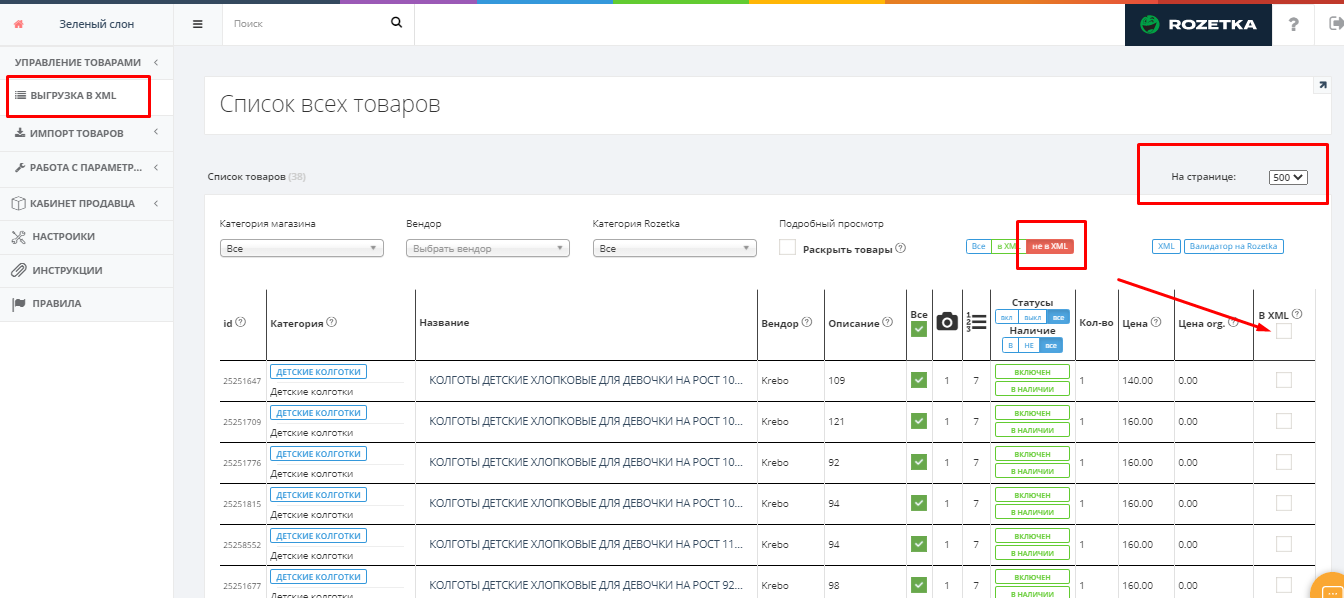 Зеленый слон
Поиск
ROZETKA
?
УПРАВЛЕНИЕ ТОВАРАМИ
ВЫГРУЗКА В XML
ИМПОРТ ТОВАРОВ
РАБОТА С ПАРАМЕТР...
КАБИНЕТ ПРОДАВЦА
НАСТРОИКИ
ИНСТРУКЦИИ
ПРАВИЛА
Список всех товаров
Список товаров (38)
На странице: 500
Категория магазина Вендор Категория Rozetka Подробный просмотр
Все Выбрать вендор Все Раскрыть товары ? Все в XML не в XML XML Валидатор на Rozetka
id ? Категория ? Название Вендор ? Описание ? Все 1 2 3 Статусы вкл выкл все Наличие В НЕ все Кол-во Цена ? Цена org. ? В XML ?
25251647 ДЕТСКИЕ КОЛГОТКИ КОЛГОТЫ ДЕТСКИЕ ХЛОПКОВЫЕ ДЛЯ ДЕВОЧКИ НА РОСТ 10... Krebo 109 1 7 ВКЛЮЧЕН 1 140.00 0.00
Детские колготки В НАЛИЧИИ
25251709 ДЕТСКИЕ КОЛГОТКИ КОЛГОТЫ ДЕТСКИЕ ХЛОПКОВЫЕ ДЛЯ ДЕВОЧКИ НА РОСТ 10... Krebo 121 1 7 ВКЛЮЧЕН 1 160.00 0.00
Детские колготки В НАЛИЧИИ
25251776 ДЕТСКИЕ КОЛГОТКИ КОЛГОТЫ ДЕТСКИЕ ХЛОПКОВЫЕ ДЛЯ ДЕВОЧКИ НА РОСТ 10... Krebo 92 1 7 ВКЛЮЧЕН 1 160.00 0.00
Детские колготки В НАЛИЧИИ
25251815 ДЕТСКИЕ КОЛГОТКИ КОЛГОТЫ ДЕТСКИЕ ХЛОПКОВЫЕ ДЛЯ ДЕВОЧКИ НА РОСТ 10... Krebo 94 1 7 ВКЛЮЧЕН 1 160.00 0.00
Детские колготки В НАЛИЧИИ
25258552 ДЕТСКИЕ КОЛГОТКИ КОЛГОТЫ ДЕТСКИЕ ХЛОПКОВЫЕ ДЛЯ ДЕВОЧКИ НА РОСТ 11... Krebo 94 1 7 ВКЛЮЧЕН 1 160.00 0.00
Детские колготки В НАЛИЧИИ
25251677 ДЕТСКИЕ КОЛГОТКИ КОЛГОТЫ ДЕТСКИЕ ХЛОПКОВЫЕ ДЛЯ ДЕВОЧКИ НА РОСТ 92... Krebo 98 1 7 ВКЛЮЧЕН 1 160.00 0.00
Детские колготки В НАЛИЧИИ